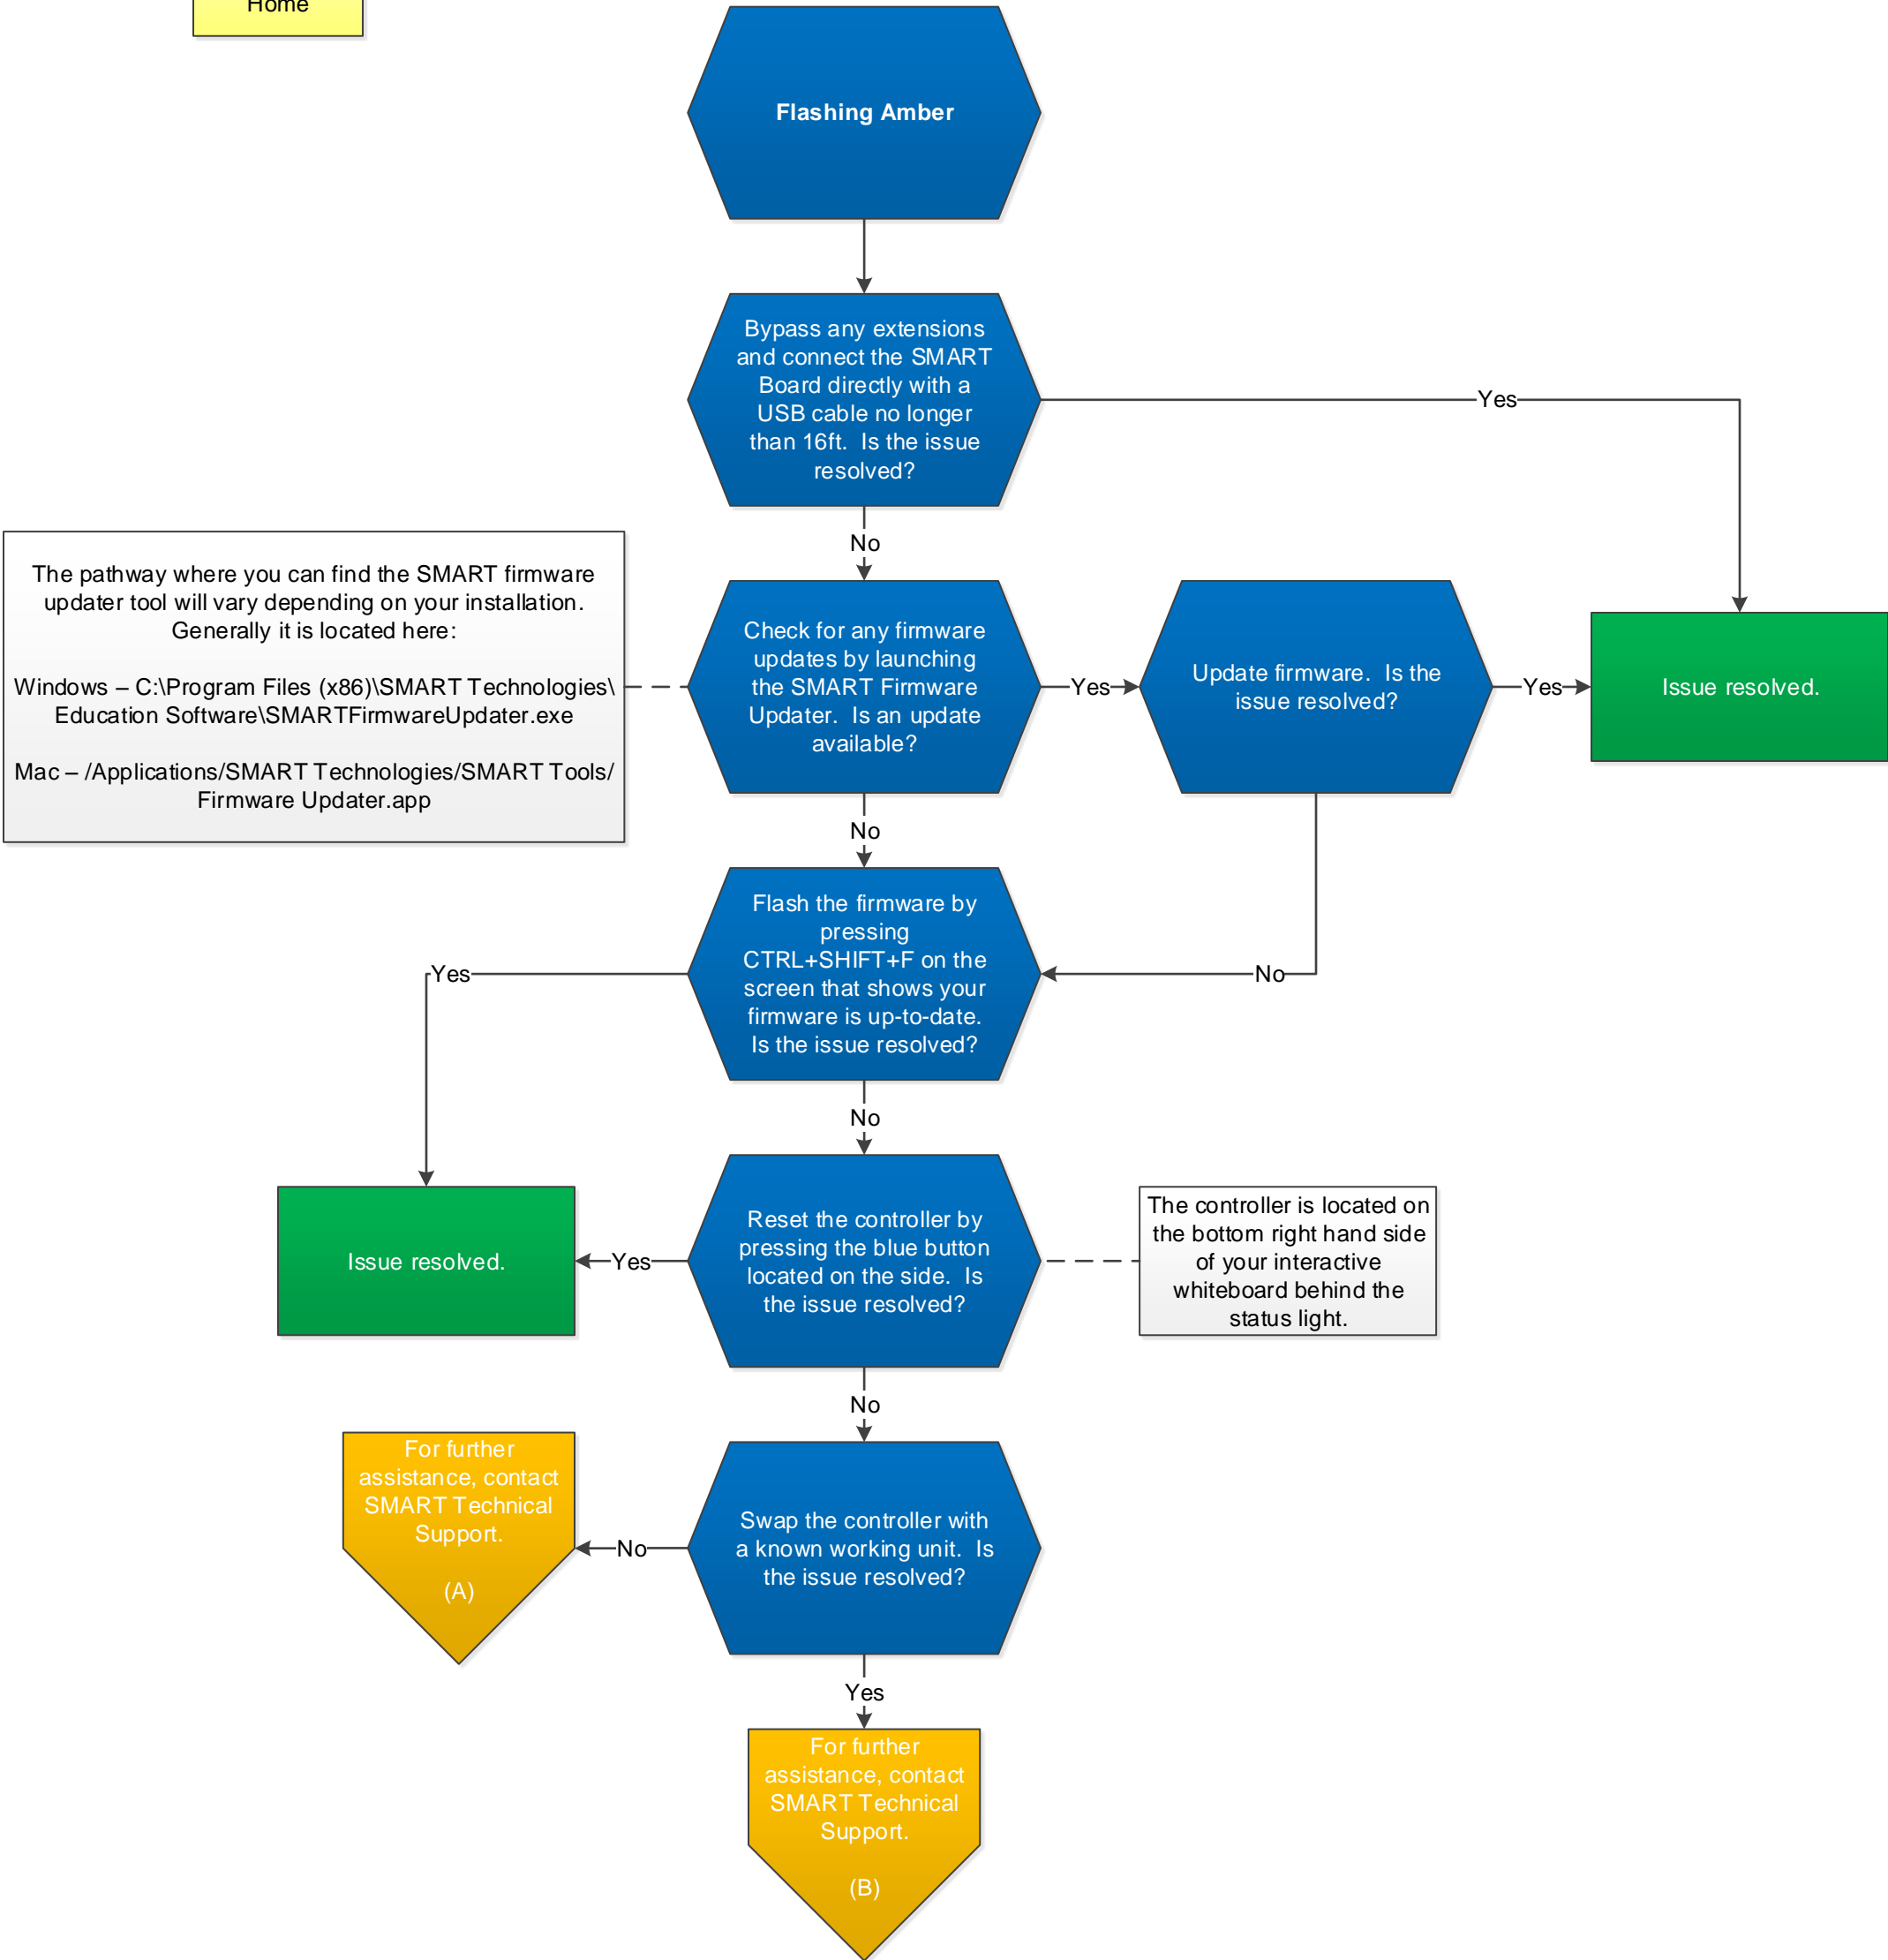 Home
Flashing Amber
Bypass any extensions
and connect the SMART
Board directly with a
USB cable no longer
than 16ft.  Is the issue
resolved?
Yes
No
The pathway where you can find the SMART firmware
updater tool will vary depending on your installation.
Generally it is located here:
Windows – C:\Program Files (x86)\SMART Technologies\
Education Software\SMARTFirmwareUpdater.exe
Mac – /Applications/SMART Technologies/SMART Tools/
Firmware Updater.app
Check for any firmware
updates by launching
the SMART Firmware
Updater.  Is an update
available?
Yes
Update firmware.  Is the
issue resolved?
Yes
Issue resolved.
No
Flash the firmware by
pressing
CTRL+SHIFT+F on the
screen that shows your
firmware is up-to-date.
Is the issue resolved?
Yes
No
No
Issue resolved.
Yes
Reset the controller by
pressing the blue button
located on the side.  Is
the issue resolved?
The controller is located on
the bottom right hand side
of your interactive
whiteboard behind the
status light.
No
For further
assistance, contact
SMART Technical
Support.
(A)
No
Swap the controller with
a known working unit.  Is
the issue resolved?
Yes
For further
assistance, contact
SMART Technical
Support.
(B)